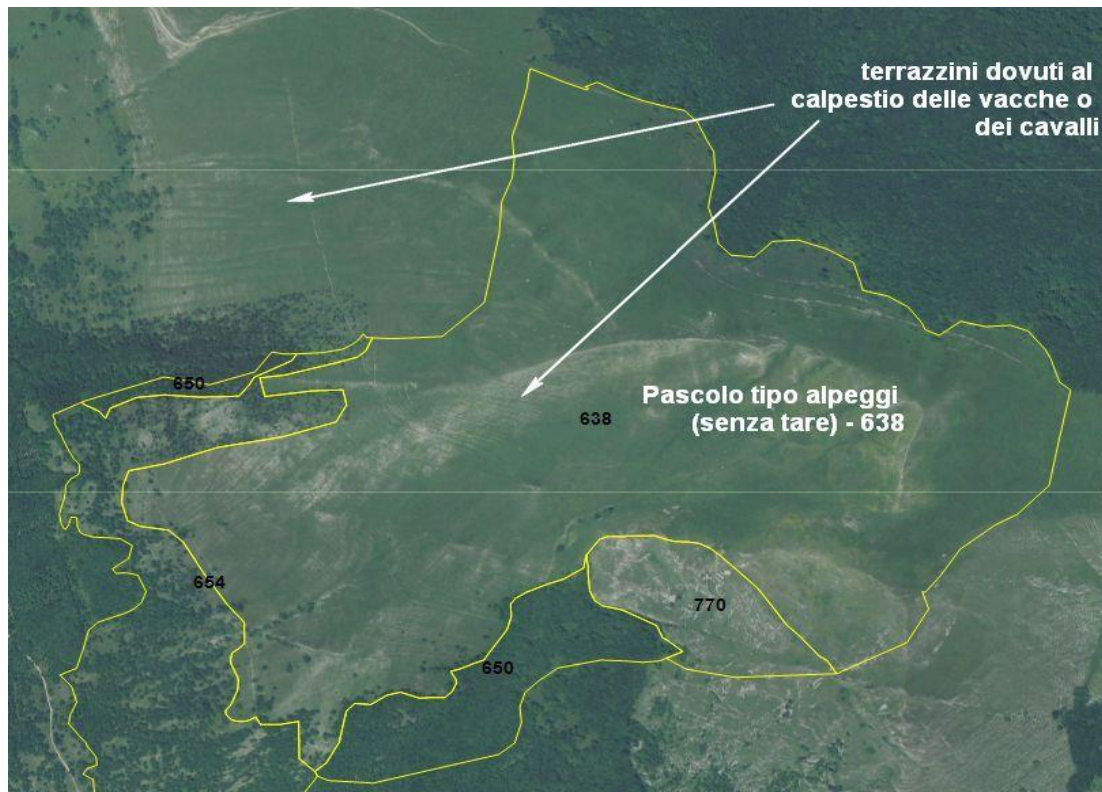 terrazzini dovuti al
calpestio delle vacche o
dei cavalli
650
638
Pascolo tipo alpeggi
(senza tare) - 638
654
770
650